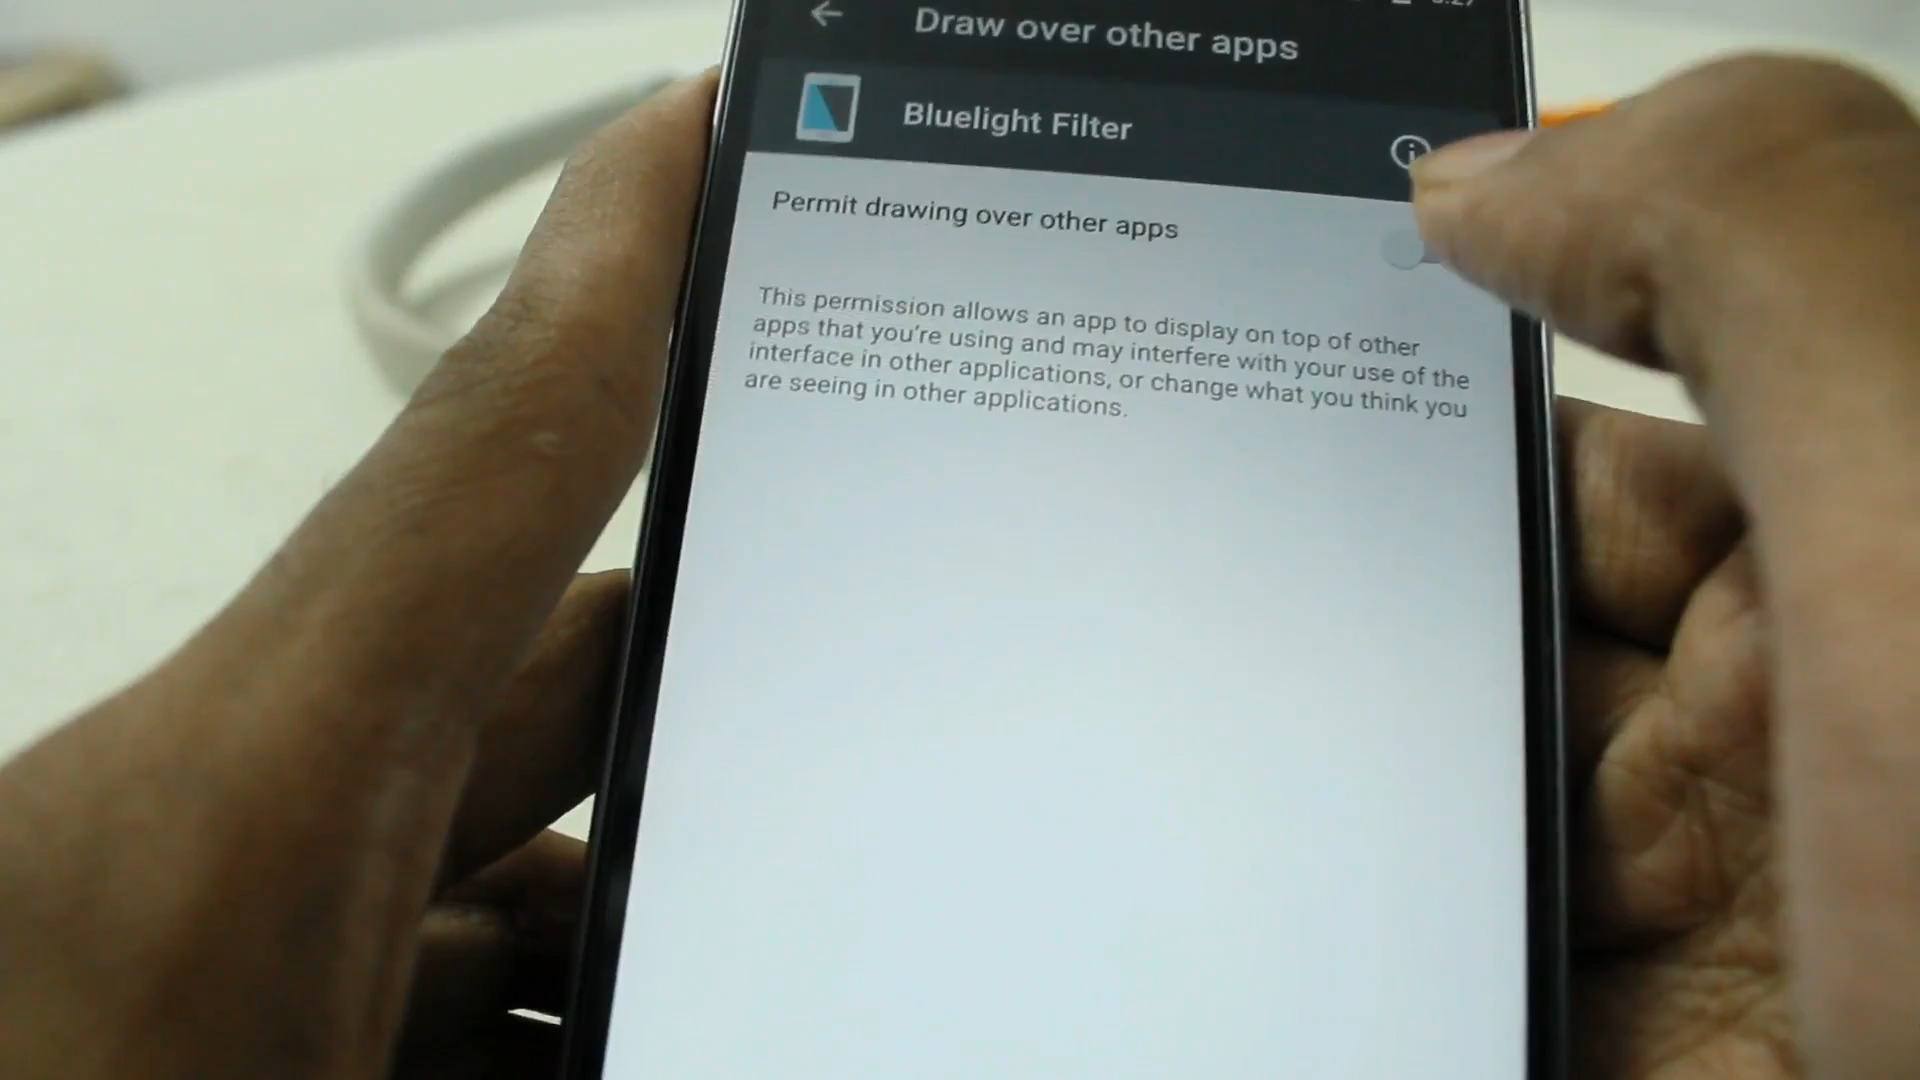 Draw over other apps
Bluelight Filter
Permit drawing over other apps
This permission allows an app to display on top of other
apps that you're using and may interfere with your use of the
interface in other applications, or change what you think you
are seeing in other applications.